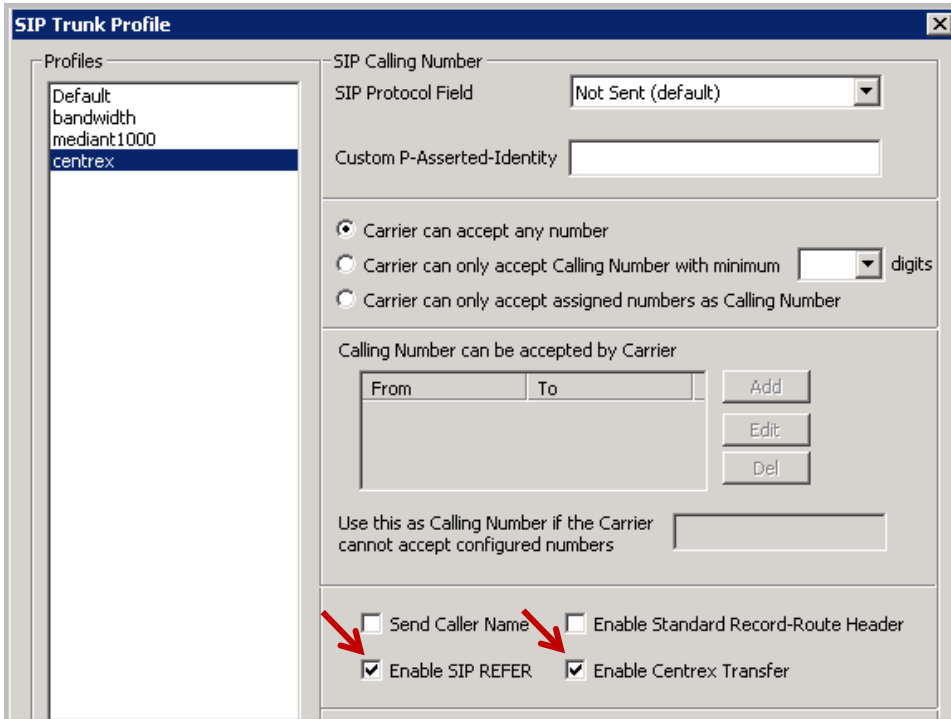 SIP Trunk Profile
Profiles
Default
bandwidth
mediant1000
centrex
SIP Calling Number
SIP Protocol Field Not Sent (default)
Custom P-Asserted-Identity
Carrier can accept any number
Carrier can only accept Calling Number with minimum digits
Carrier can only accept assigned numbers as Calling Number
Calling Number can be accepted by Carrier
From To
Add
Edit
Del
Use this as Calling Number if the Carrier
cannot accept configured numbers
Send Caller Name Enable Standard Record-Route Header
Enable SIP REFER Enable Centrex Transfer